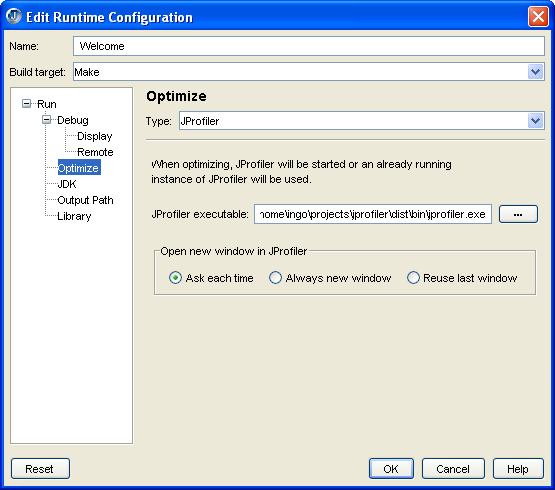 Edit Runtime Configuration
Name: Welcome
Build target: Make
Run
Debug
Display
Remote
Optimize
JDK
Output Path
Library
Optimize
Type: JProfiler
When optimizing, JProfiler will be started or an already running
instance of JProfiler will be used.
JProfiler executable: home\ingo\projects\jprofiler\dist\bin\jprofiler.exe ...
Open new window in JProfiler
Ask each time Always new window Reuse last window
Reset OK Cancel Help